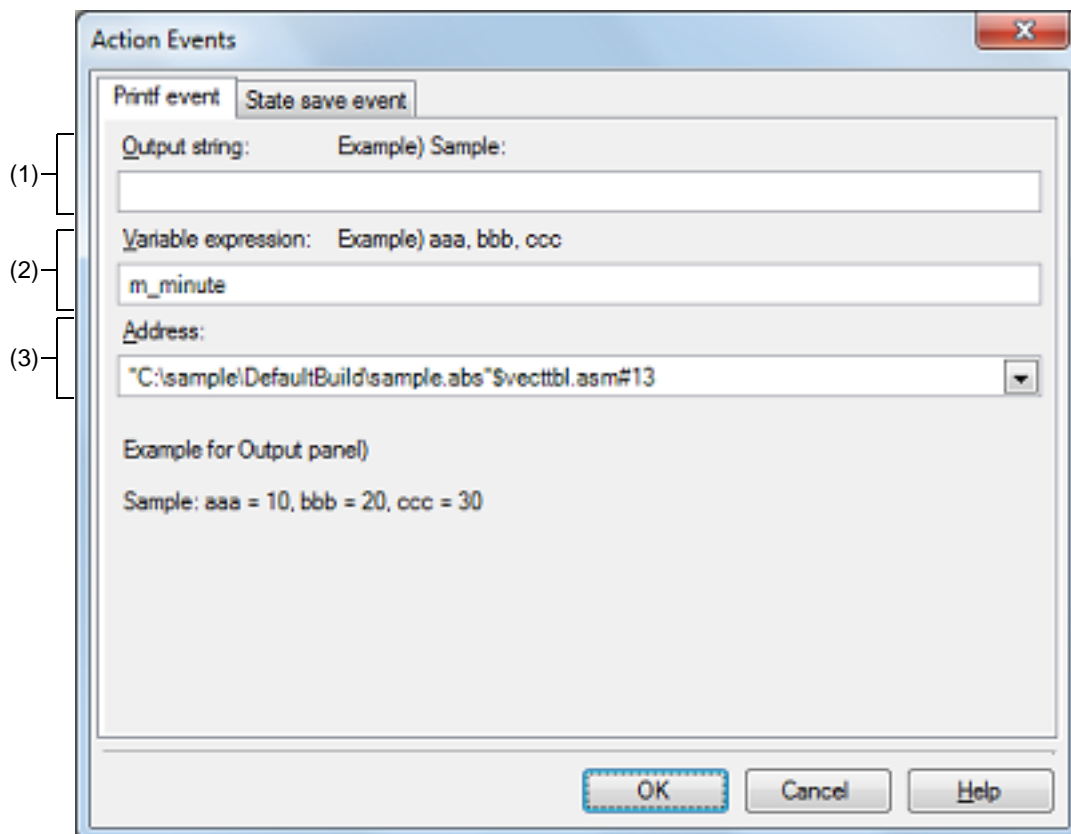 Action Events
Printf event State save event
(1) Output string: Example) Sample:
(2) Variable expression: Example) aaa, bbb, ccc
m_minute
(3) Address:
"C:\sample\DefaultBuild\sample.abs"$vecttbl.asm#13
Example for Output panel)
Sample: aaa = 10, bbb = 20, ccc = 30
OK Cancel Help